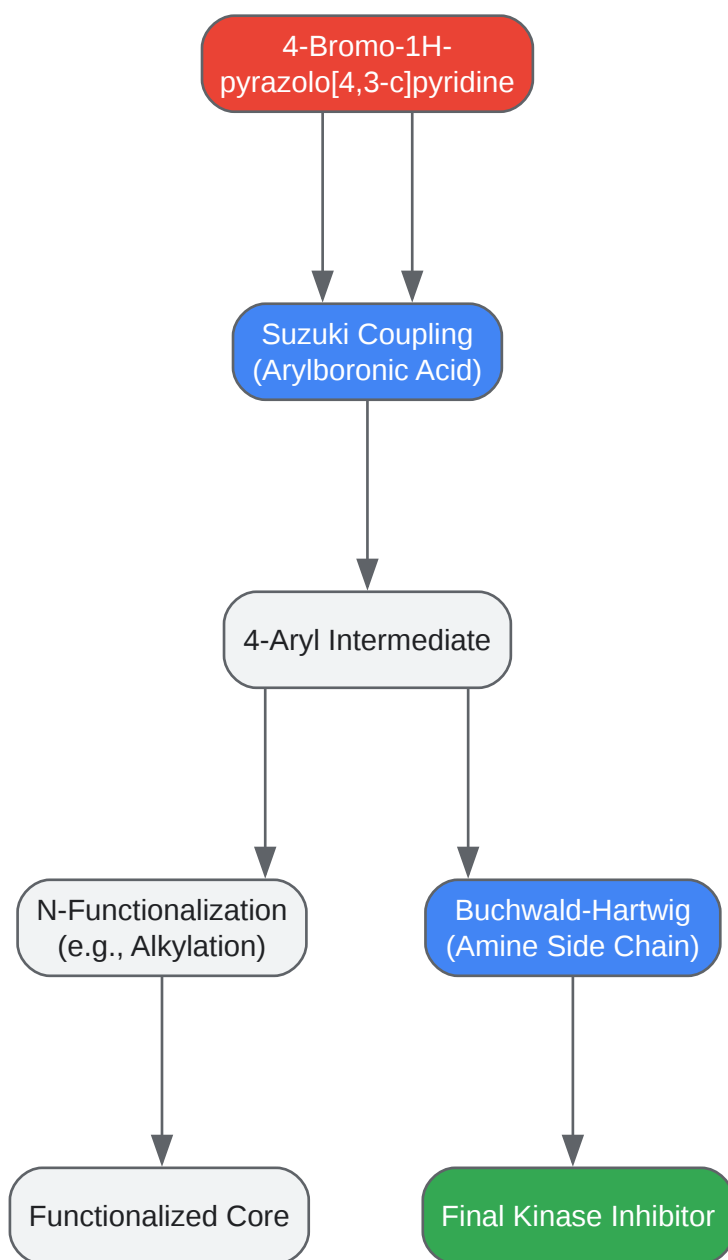 4-Bromo-1H-
pyrazolo[4,3-c]pyridine
Suzuki Coupling
(Arylboronic Acid)
4-Aryl Intermediate
N-Functionalization
(e.g., Alkylation)
Buchwald-Hartwig
(Amine Side Chain)
Functionalized Core
Final Kinase Inhibitor